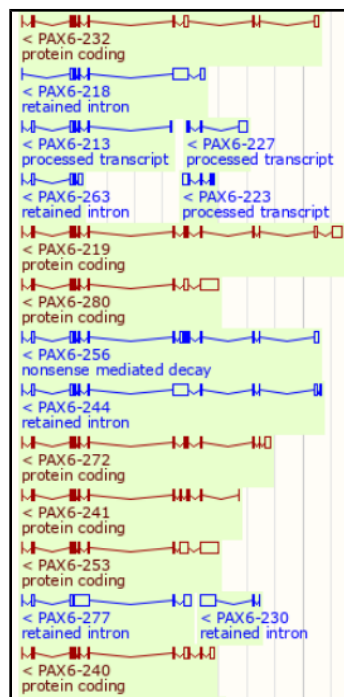 < PAX6-232
protein coding
< PAX6-218
retained intron
< PAX6-213 < PAX6-227
processed transcript processed transcript
< PAX6-263 < PAX6-223
retained intron processed transcript
< PAX6-219
protein coding
< PAX6-280
protein coding
< PAX6-256
nonsense mediated decay
< PAX6-244
retained intron
< PAX6-272
protein coding
< PAX6-241
protein coding
< PAX6-253
protein coding
< PAX6-277 < PAX6-230
retained intron retained intron
< PAX6-240
protein coding